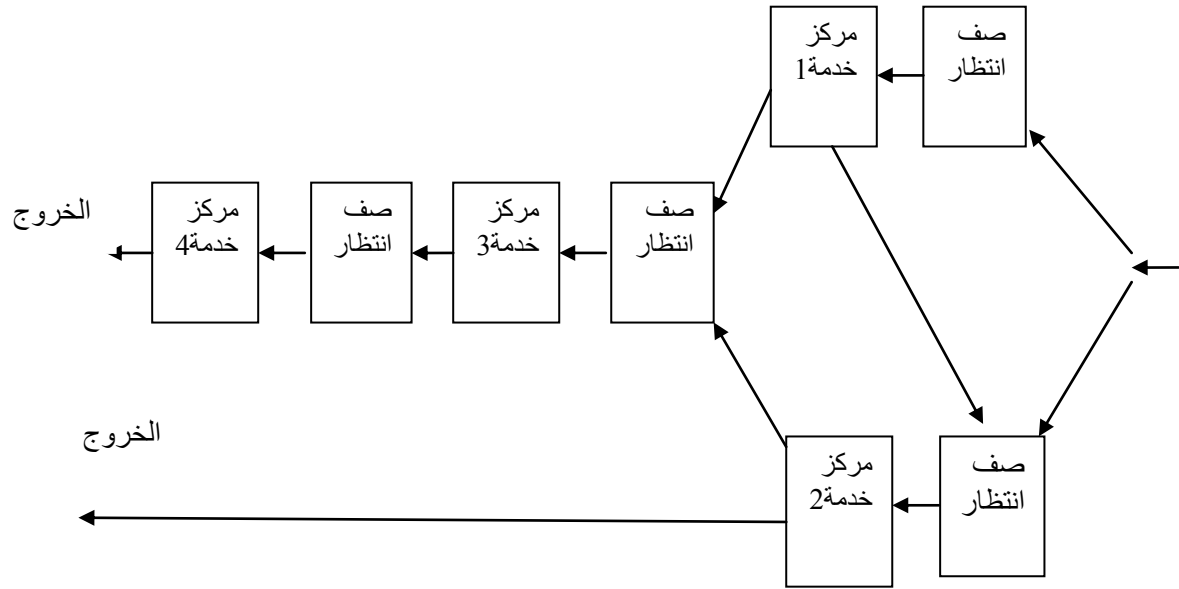 صف
انتظار
مركز
خدمة1
صف
انتظار
مركز
خدمة3
صف
انتظار
مركز
خدمة4
الخروج
صف
انتظار
مركز
خدمة2
الخروج